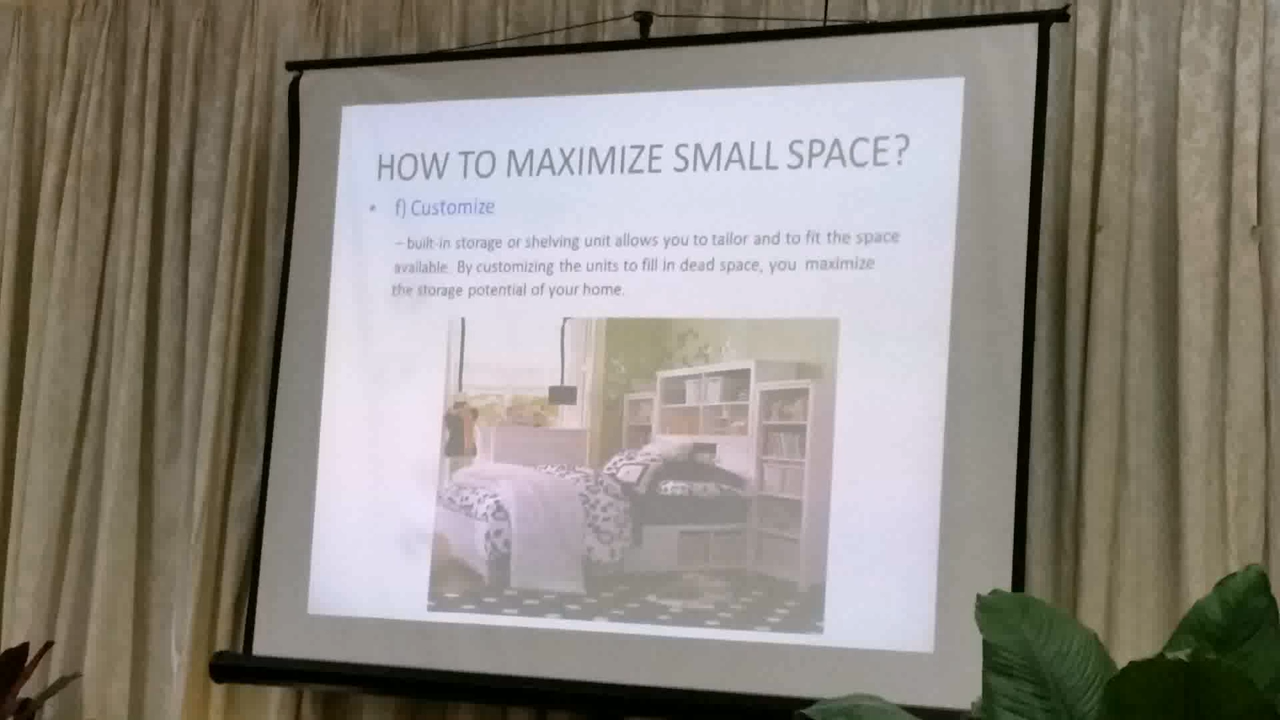 HOW TO MAXIMIZE SMALL SPACE?
• f) Customize
– built-in storage or shelving unit allows you to tailor and to fit the space
available. By customizing the units to fill in dead space, you maximize
the storage potential of your home.